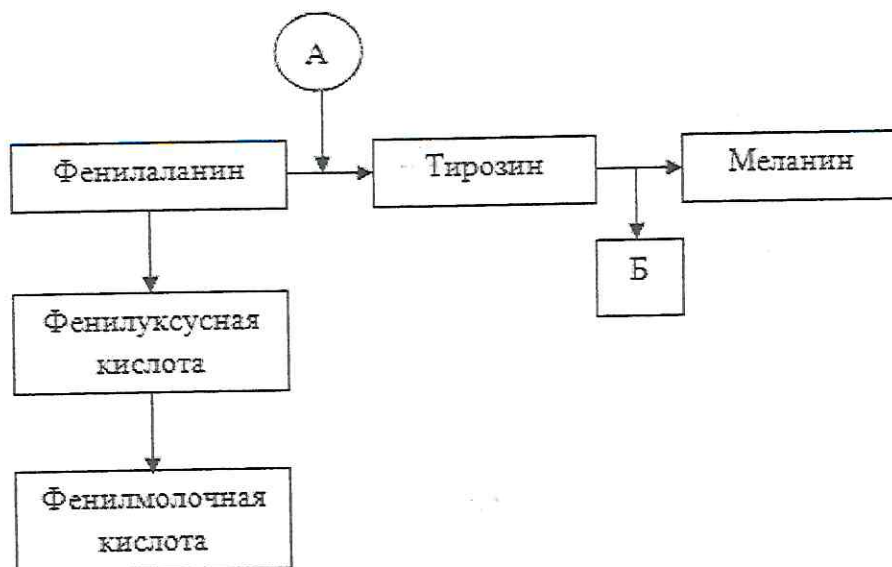 А
Фенилаланин
Тирозин
Меланин
Б
Фенилуксусная
кислота
Фенилмолочная
кислота